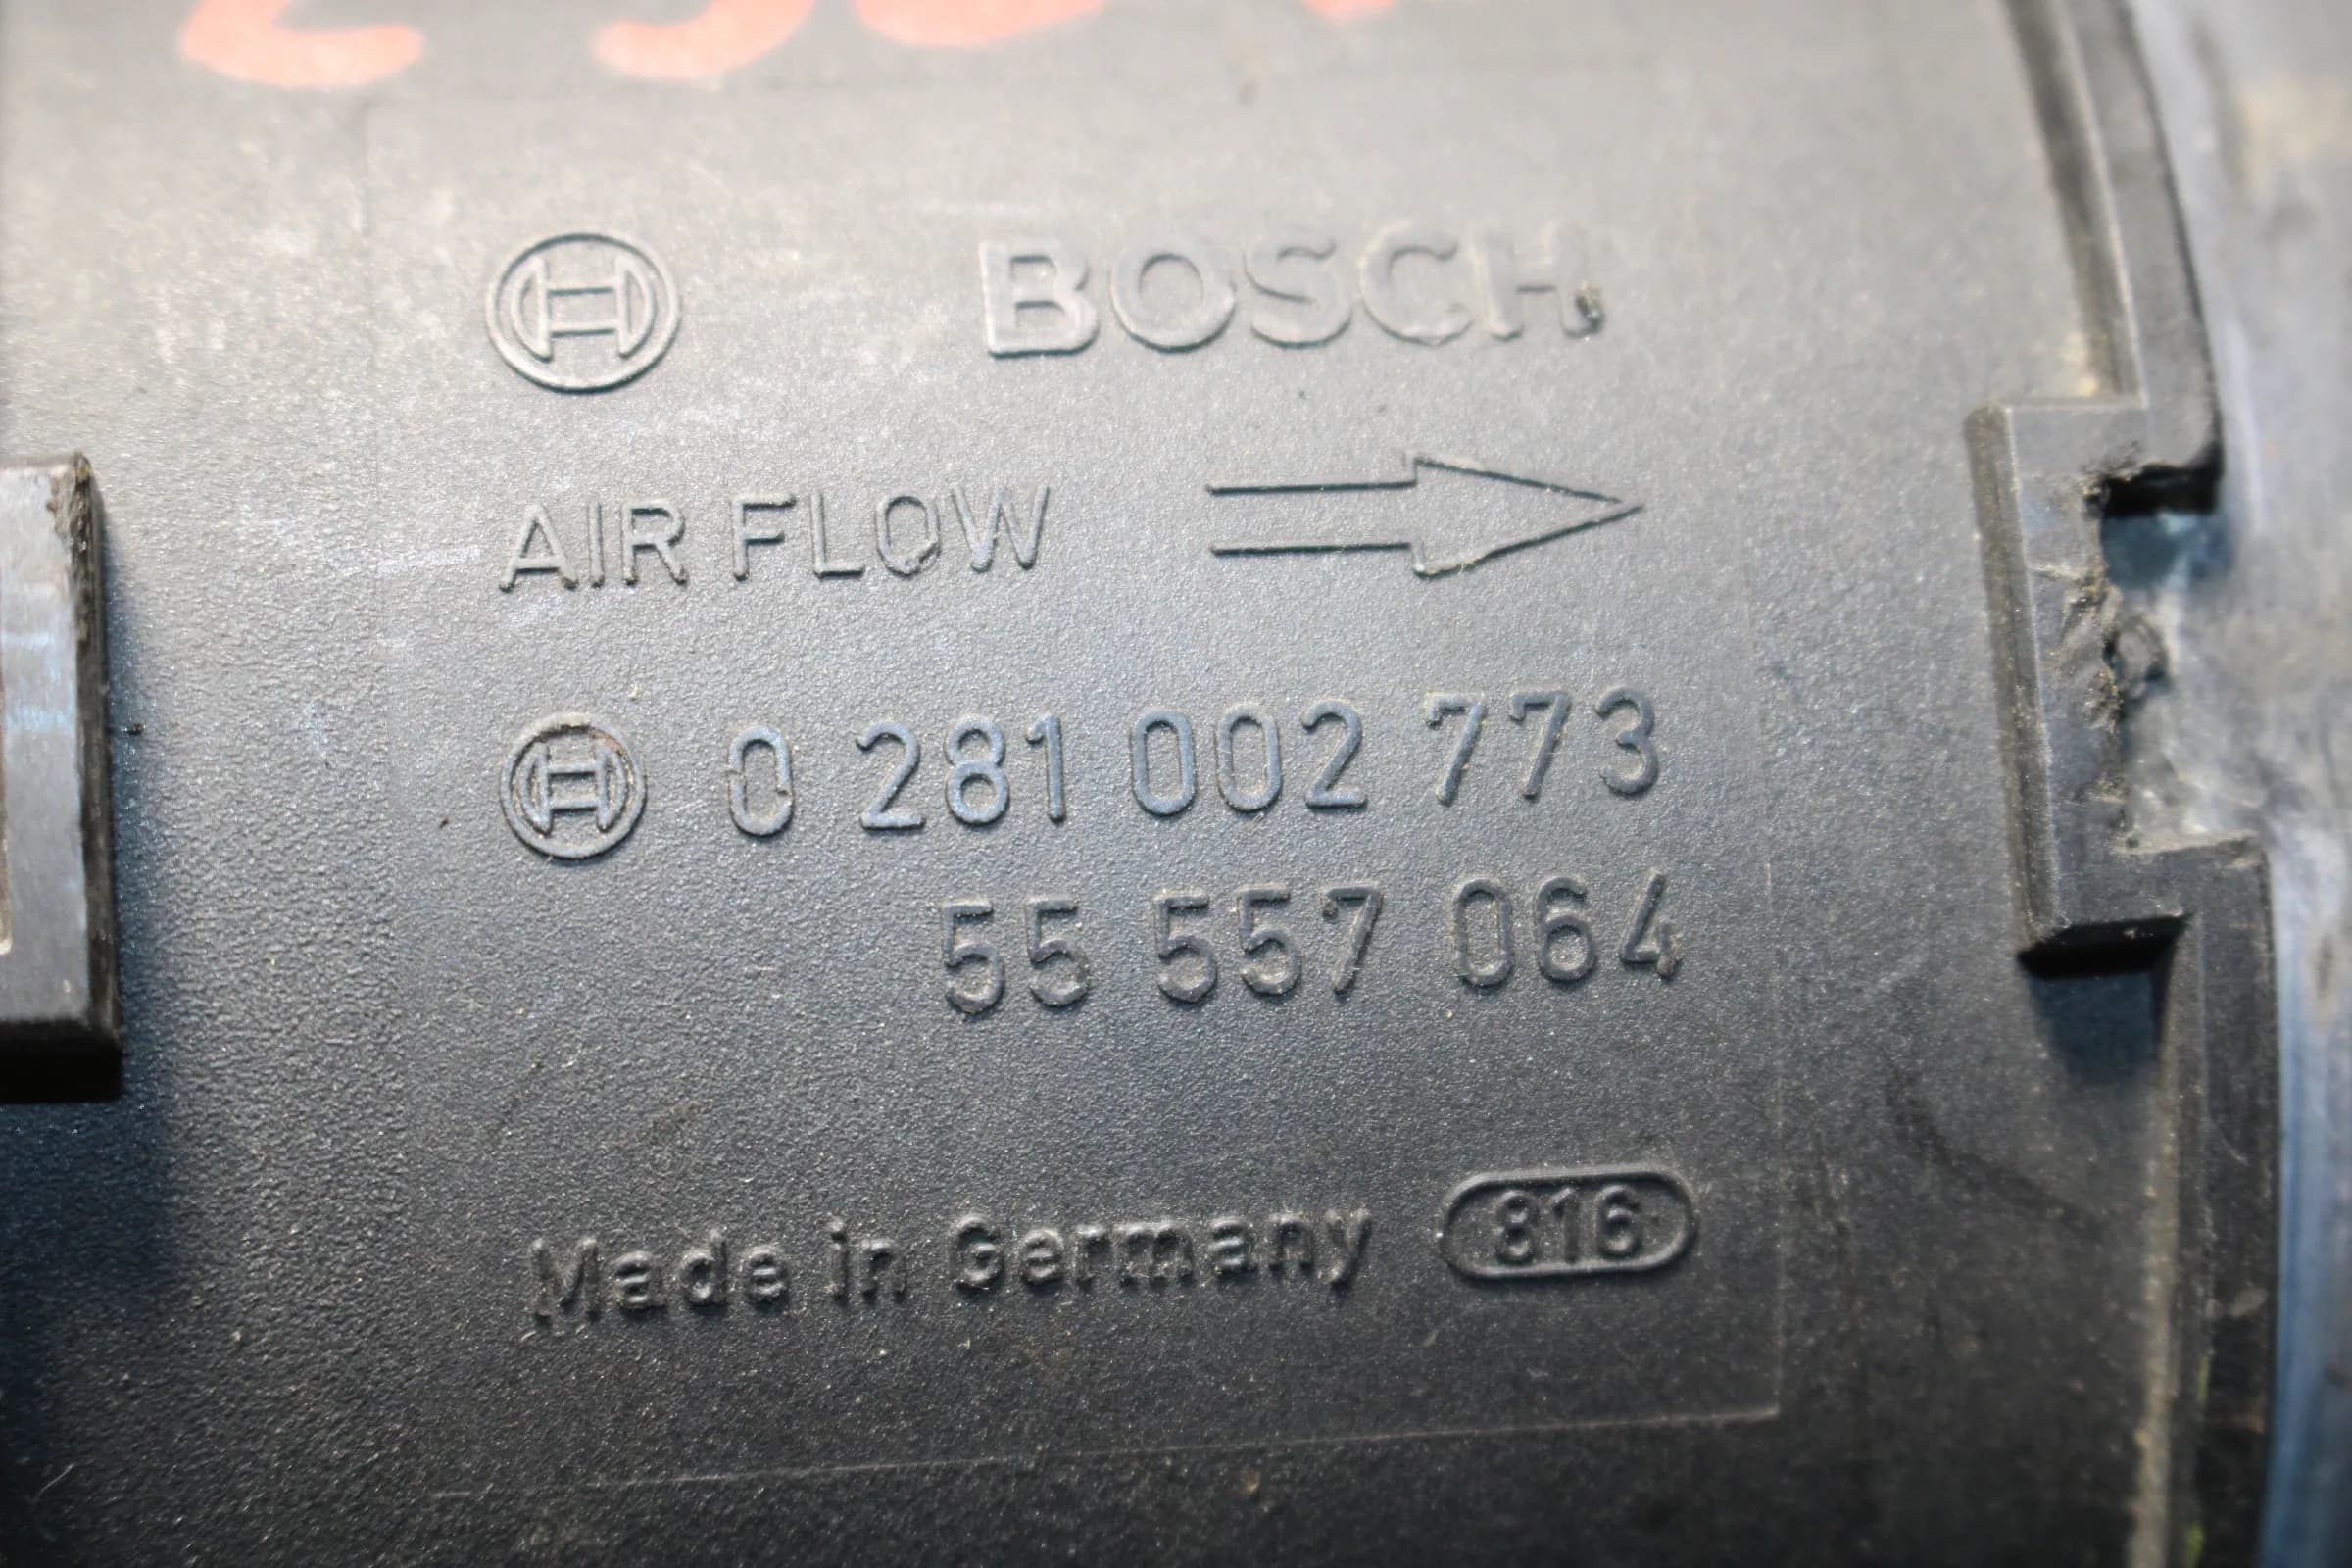 BOSCH
AIR FLOW
0 281 002 773
55 557 064
Made in Germany 816